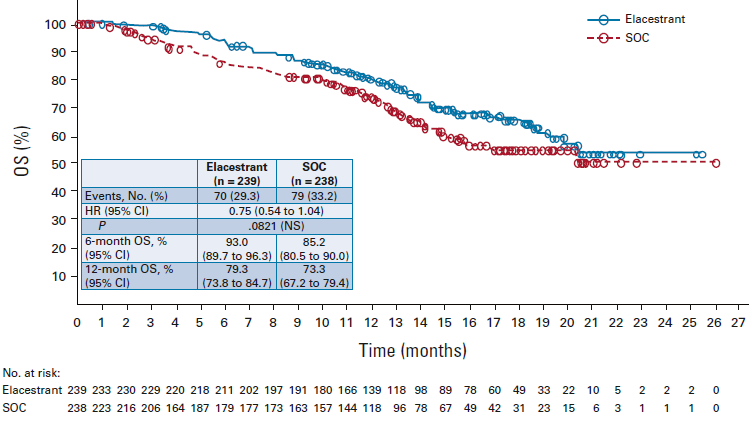 Elacestrant
SOC
OS (%)
100
90
80
70
60
50
40
30
20
10
Elacestrant SOC
(n = 239) (n = 238)
Events, No. (%) 70 (29.3) 79 (33.2)
HR (95% CI) 0.75 (0.54 to 1.04)
P .0821 (NS)
6-month OS, % 93.0 85.2
(95% CI) (89.7 to 96.3) (80.5 to 90.0)
12-month OS, % 79.3 73.3
(95% CI) (73.8 to 84.7) (67.2 to 79.4)
0 1 2 3 4 5 6 7 8 9 10 11 12 13 14 15 16 17 18 19 20 21 22 23 24 25 26 27
Time (months)
No. at risk:
Elacestrant 239 233 230 229 220 218 211 202 197 191 180 166 139 118 98 89 78 60 49 33 22 10 5 2 2 2 0
SOC 238 223 216 206 164 187 179 177 173 163 157 144 118 96 78 67 49 42 31 23 15 6 3 1 1 1 0